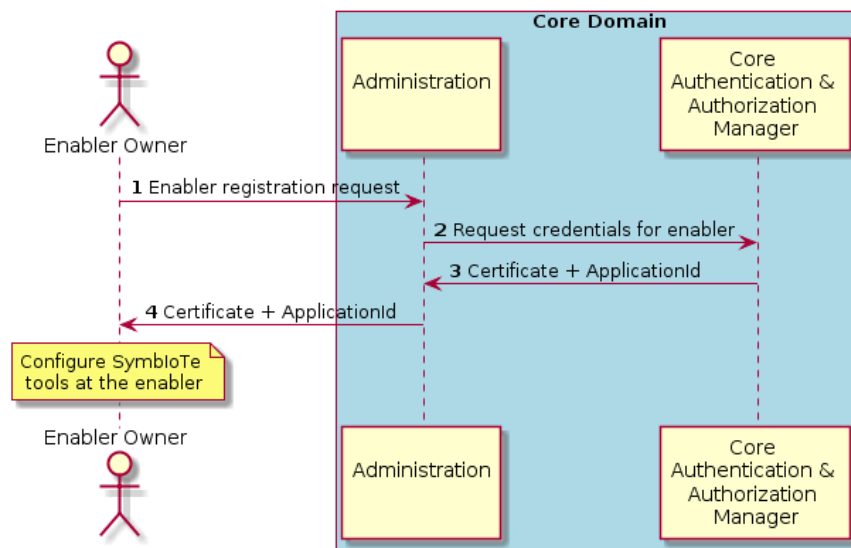 Core Domain
Administration
Core
Authentication &
Authorization
Manager
Enabler Owner
1 Enabler registration request
2 Request credentials for enabler
3 Certificate + ApplicationId
4 Certificate + ApplicationId
Configure SymbIoTe
tools at the enabler
Enabler Owner
Administration
Core
Authentication &
Authorization
Manager